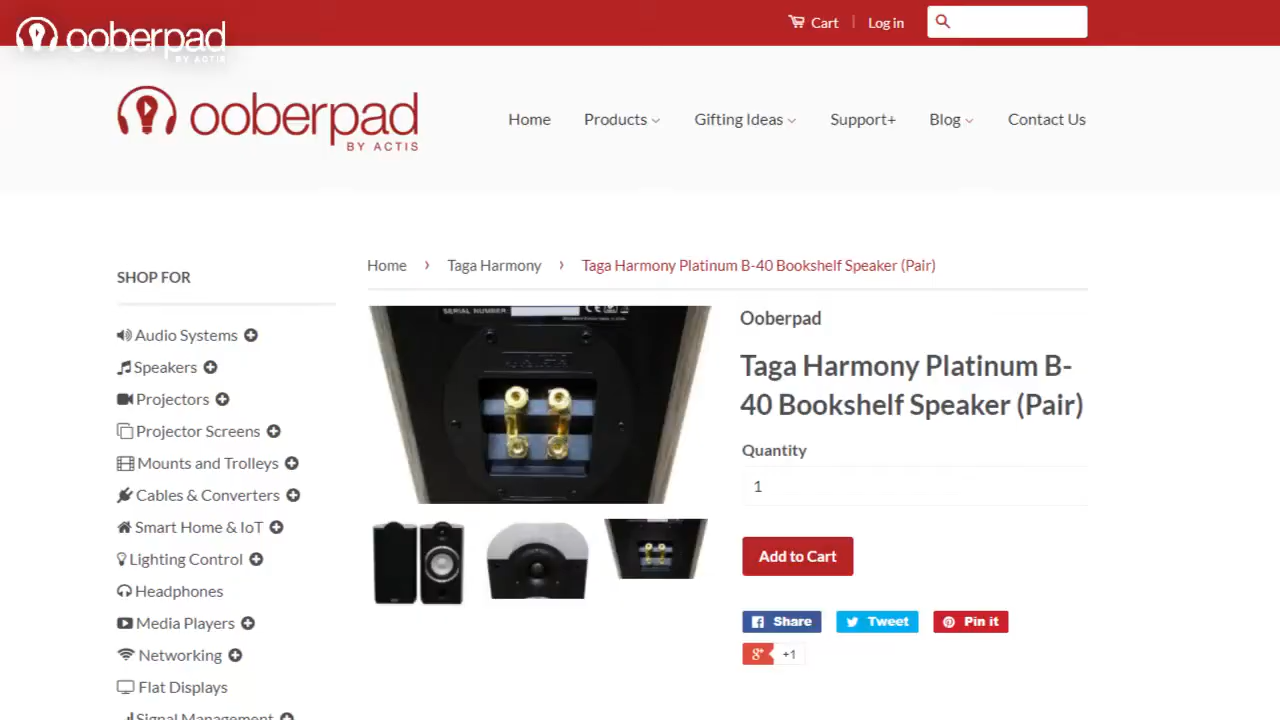 ooberpad
BY ACTIS
Cart
Log in
ooberpad
BY ACTIS
Home
Products
Gifting Ideas
Support+
Blog
Contact Us
Home › Taga Harmony › Taga Harmony Platinum B-40 Bookshelf Speaker (Pair)
SHOP FOR
Audio Systems
Speakers
Projectors
Projector Screens
Mounts and Trolleys
Cables & Converters
Smart Home & IoT
Lighting Control
Headphones
Media Players
Networking
Flat Displays
Signal Management
SERIAL NUMBER:
TAGA
Ooberpad
Taga Harmony Platinum B-
40 Bookshelf Speaker (Pair)
Quantity
1
Add to Cart
Share
Tweet
Pin it
g+ +1